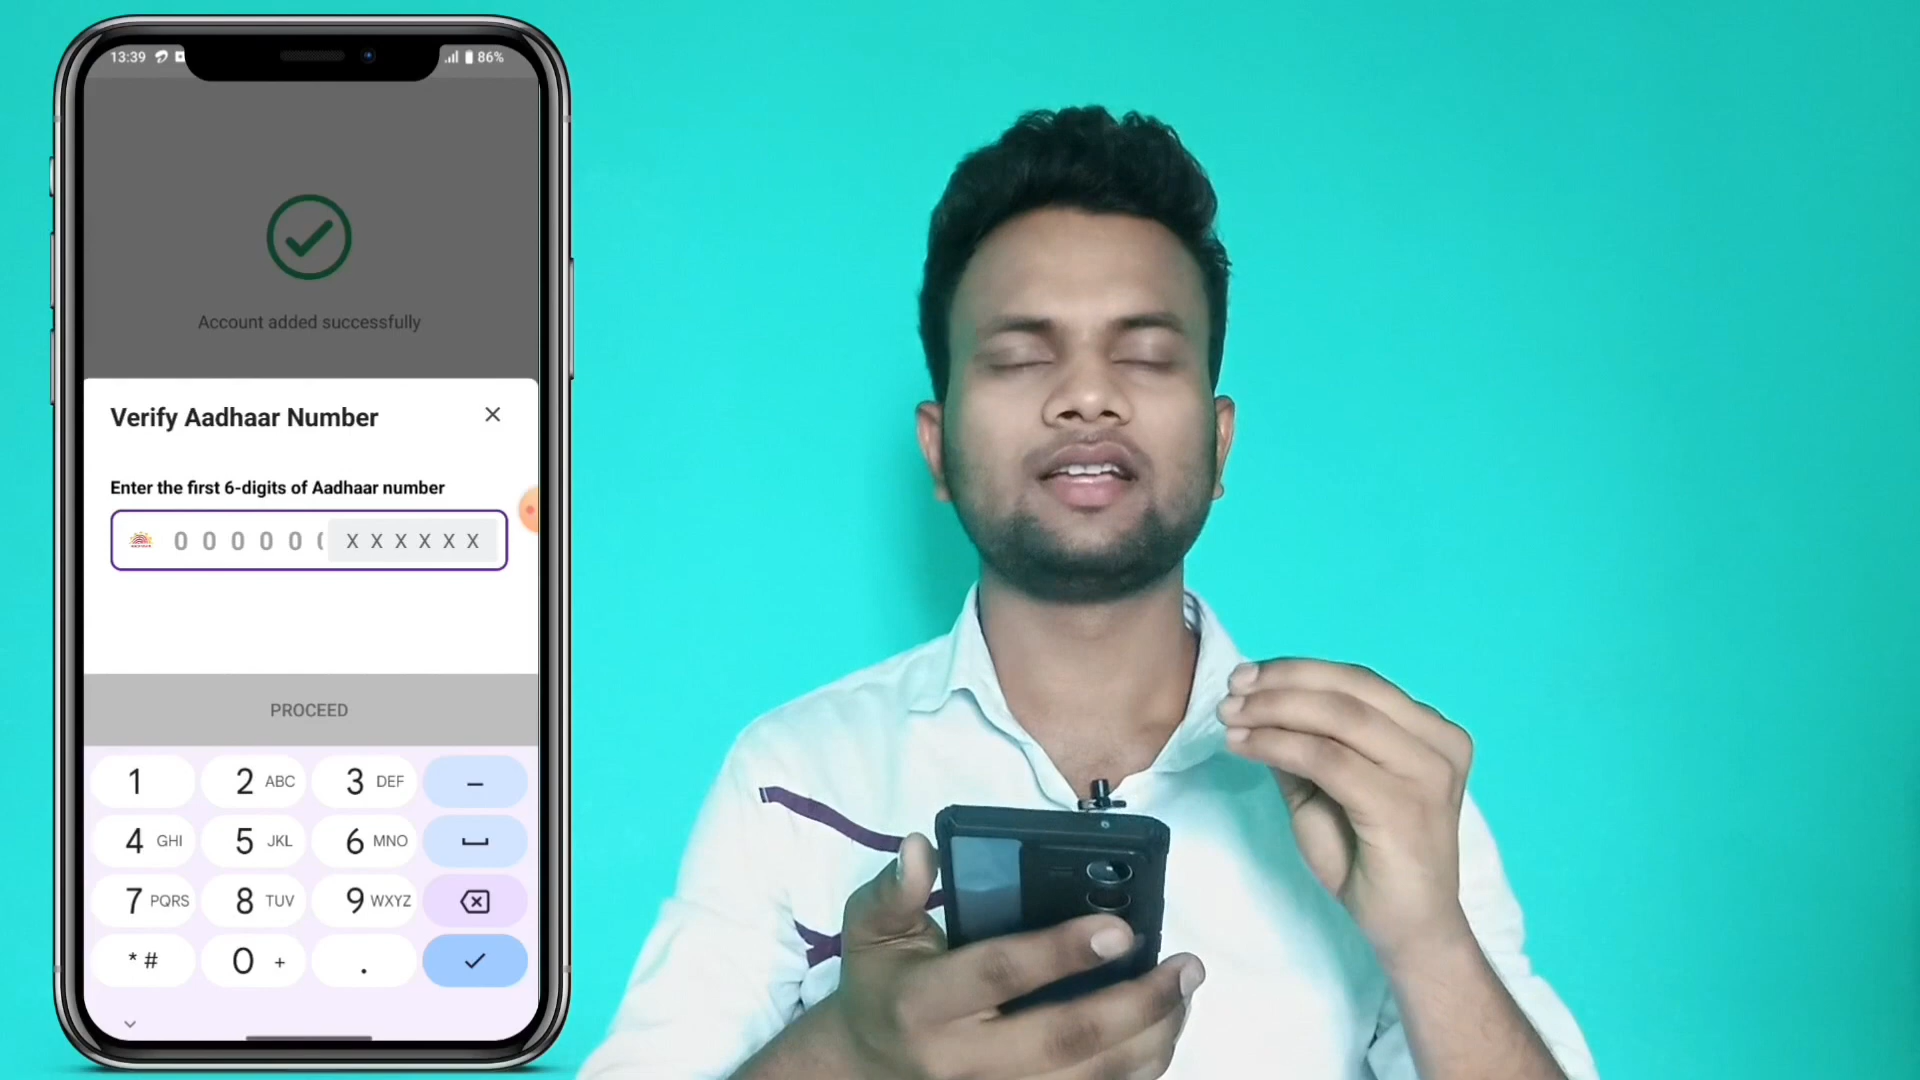 13:39 86%
Account added successfully
Verify Aadhaar Number
Enter the first 6-digits of Aadhaar number
0 0 0 0 0 X X X X X X
PROCEED
1 2 ABC 3 DEF –
4 GHI 5 JKL 6 MNO
7 PQRS 8 TUV 9 WXYZ
* # 0 + .